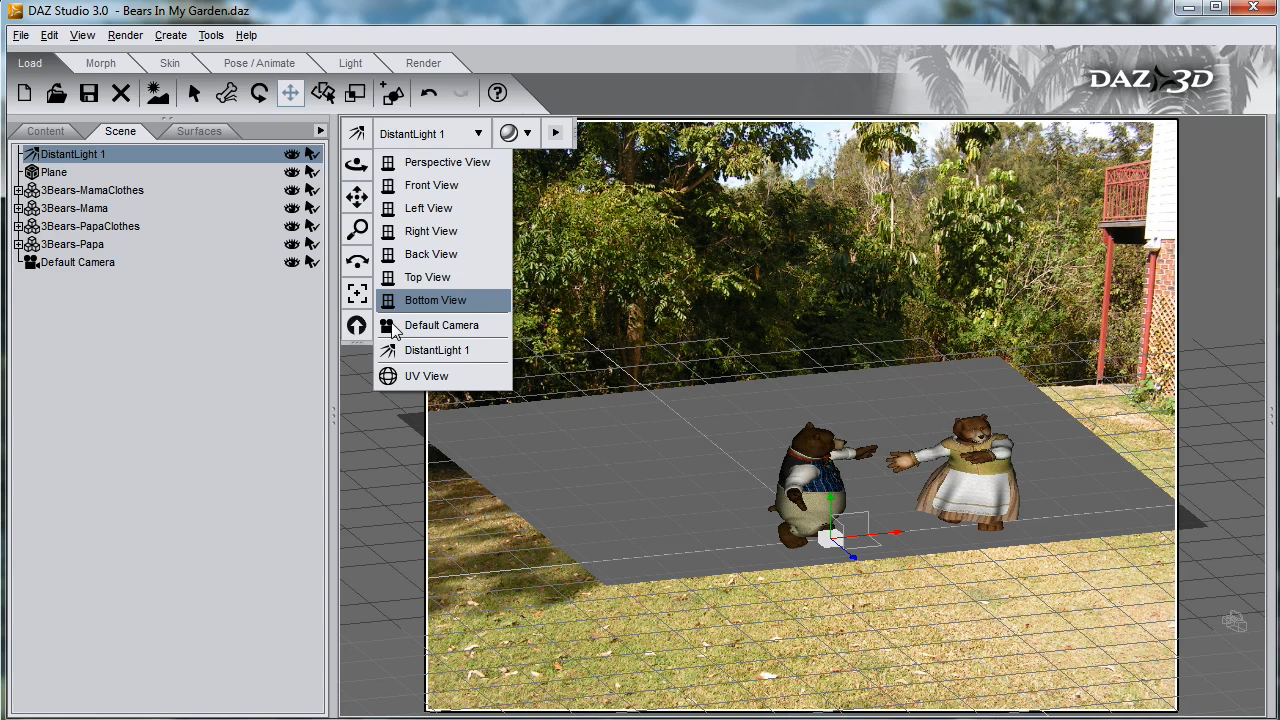 DAZ Studio 3.0 - Bears In My Garden.daz
File Edit View Render Create Tools Help
Load Morph Skin Pose / Animate Light Render
DAZ 3D
Content Scene Surfaces
DistantLight 1
Plane
3Bears-MamaClothes
3Bears-Mama
3Bears-PapaClothes
3Bears-Papa
Default Camera
DistantLight 1
Perspective View
Front View
Left View
Right View
Back View
Top View
Bottom View
Default Camera
DistantLight 1
UV View